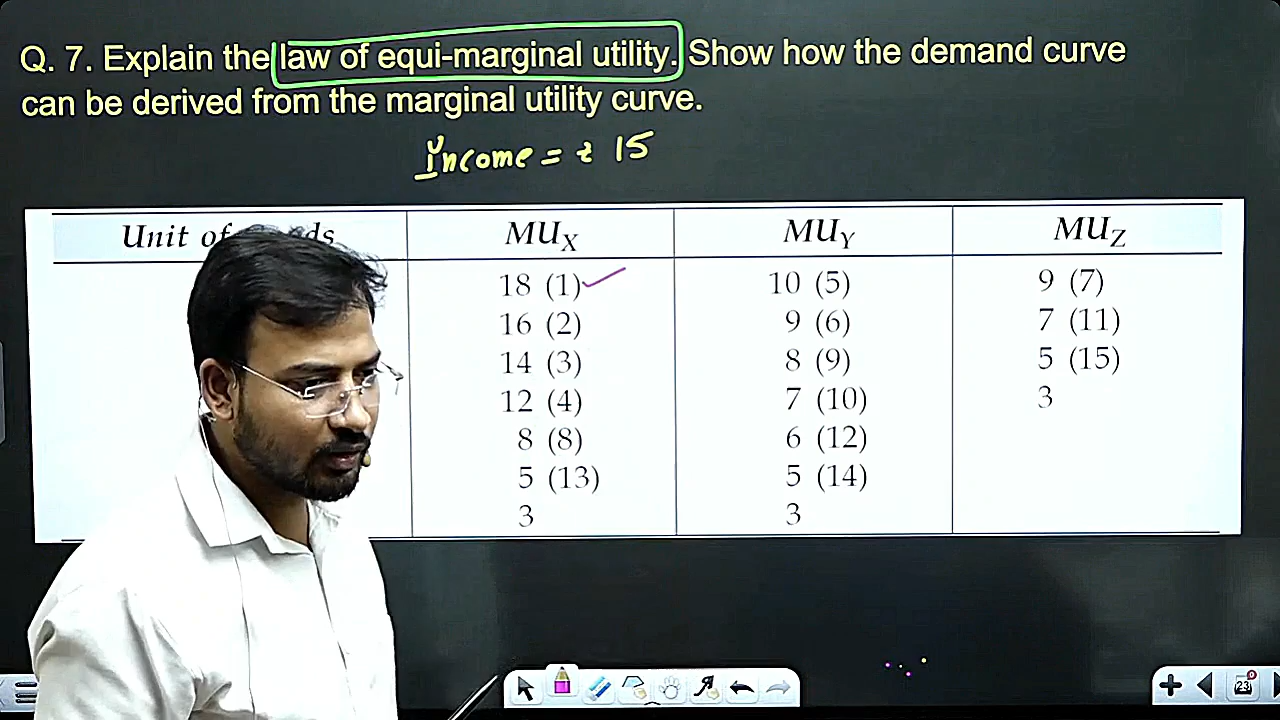 Q. 7. Explain the law of equi-marginal utility. Show how the demand curve
can be derived from the marginal utility curve.
Income = ₹ 15
Unit of MUX MUY MUZ
18 (1) 10 (5) 9 (7)
16 (2) 9 (6) 7 (11)
14 (3) 8 (9) 5 (15)
12 (4) 7 (10) 3
8 (8) 6 (12)
5 (13) 5 (14)
3 3
23